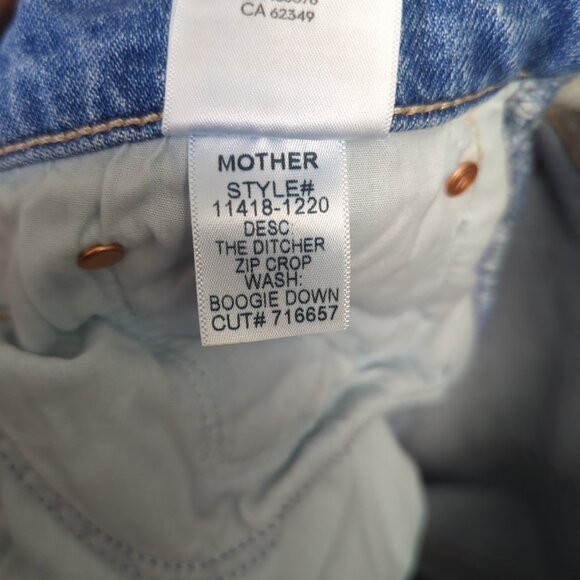 CA 62349
MOTHER
STYLE#
11418-1220
DESC
THE DITCHER
ZIP CROP
WASH:
BOOGIE DOWN
CUT# 716657